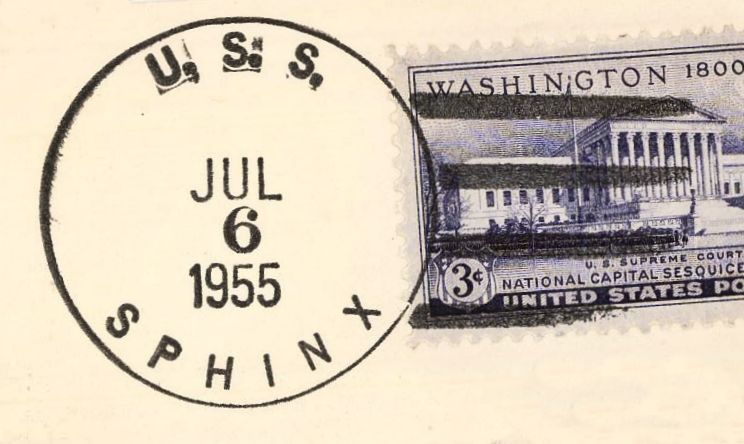 U. S. S.
JUL
6
1955
SPHINX
WASHINGTON 1800
U. S. SUPREME COURT
3¢
NATIONAL CAPITAL SESQUICE
UNITED STATES PO